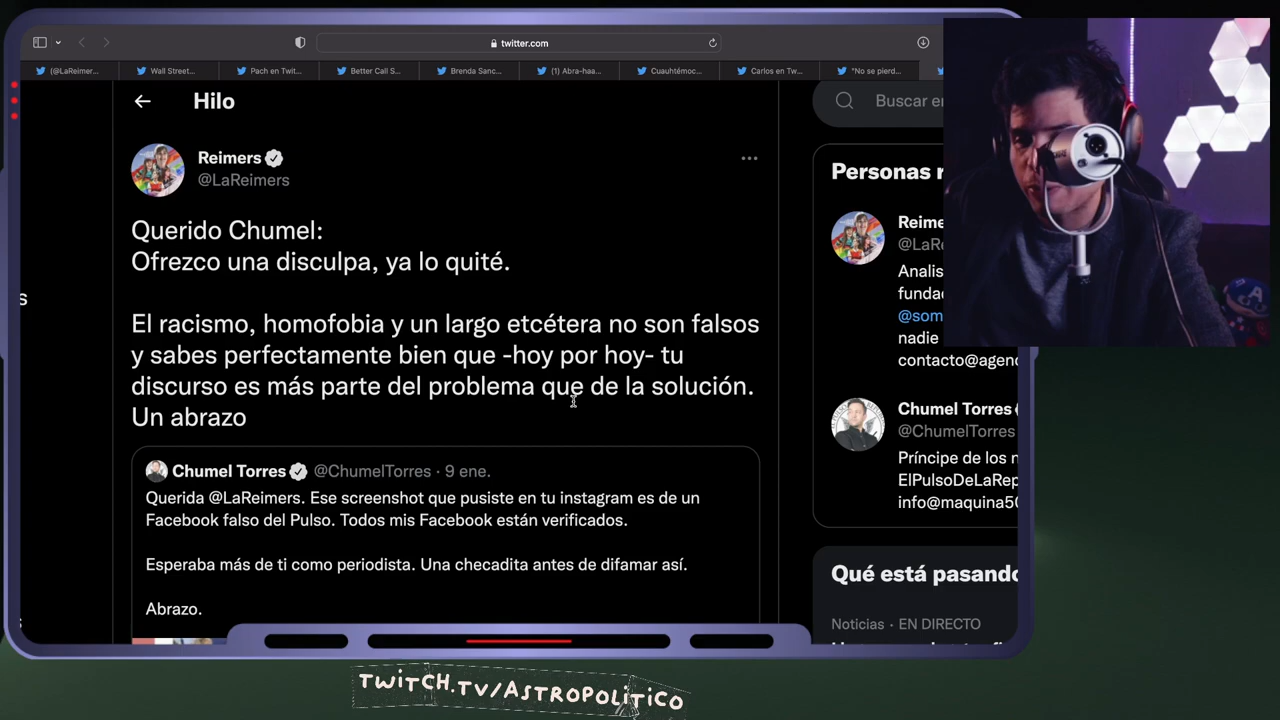 twitter.com
(@LaReimer...
Wall Street...
Pach en Twit...
Better Call S...
Brenda Sanc...
(1) Abra-haa...
Cuauhtémoc...
Carlos en Tw...
"No se pierd...
Hilo
Reimers
@LaReimers
Querido Chumel:
Ofrezco una disculpa, ya lo quité.
El racismo, homofobia y un largo etcétera no son falsos
y sabes perfectamente bien que -hoy por hoy- tu
discurso es más parte del problema que de la solución.
Un abrazo
Chumel Torres @ChumelTorres · 9 ene.
Querida @LaReimers. Ese screenshot que pusiste en tu instagram es de un
Facebook falso del Pulso. Todos mis Facebook están verificados.
Esperaba más de ti como periodista. Una checadita antes de difamar así.
Abrazo.
Buscar en
Personas r
Reime
@LaRe
Analis
funda
@som
nadie
contacto@agenc
Chumel Torres
@ChumelTorres
Príncipe de los n
ElPulsoDeLaRep
info@maquina50
Qué está pasando
Noticias · EN DIRECTO
s
TWITCH.TV/ASTROPOLITICO